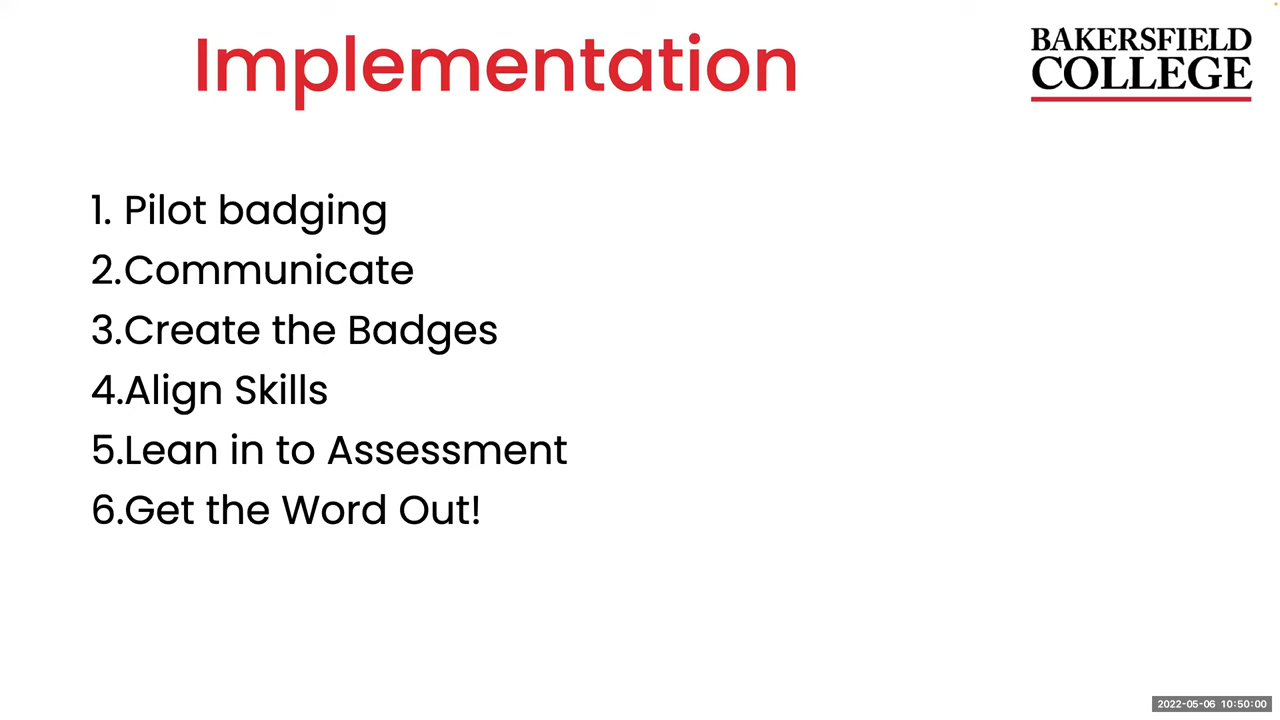 Implementation
BAKERSFIELD
COLLEGE
1. Pilot badging
2.Communicate
3.Create the Badges
4.Align Skills
5.Lean in to Assessment
6.Get the Word Out!
2022-05-06 10:50:00